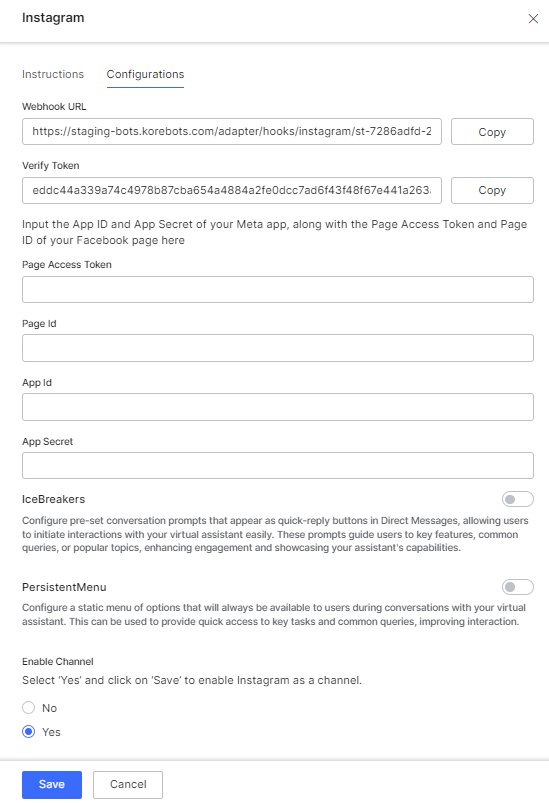 Instagram
Instructions
Configurations
Webhook URL
https://staging-bots.korebots.com/adapter/hooks/instagram/st-7286adfd-2
Copy
Verify Token
eddc44a339a74c4978b87cba654a4884a2fe0dcc7ad6f43f48f67e441a263
Copy
Input the App ID and App Secret of your Meta app, along with the Page Access Token and Page
ID of your Facebook page here
Page Access Token
Page Id
App Id
App Secret
IceBreakers
Configure pre-set conversation prompts that appear as quick-reply buttons in Direct Messages, allowing users
to initiate interactions with your virtual assistant easily. These prompts guide users to key features, common
queries, or popular topics, enhancing engagement and showcasing your assistant's capabilities.
PersistentMenu
Configure a static menu of options that will always be available to users during conversations with your virtual
assistant. This can be used to provide quick access to key tasks and common queries, improving interaction.
Enable Channel
Select ‘Yes’ and click on ‘Save’ to enable Instagram as a channel.
No
Yes
Save
Cancel